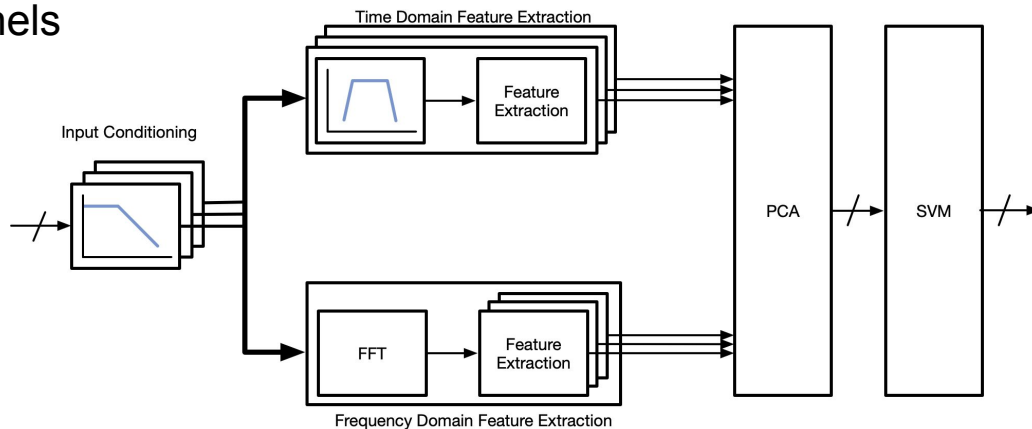 nels
Time Domain Feature Extraction
Feature
Extraction
Input Conditioning
PCA
SVM
FFT
Feature
Extraction
Frequency Domain Feature Extraction